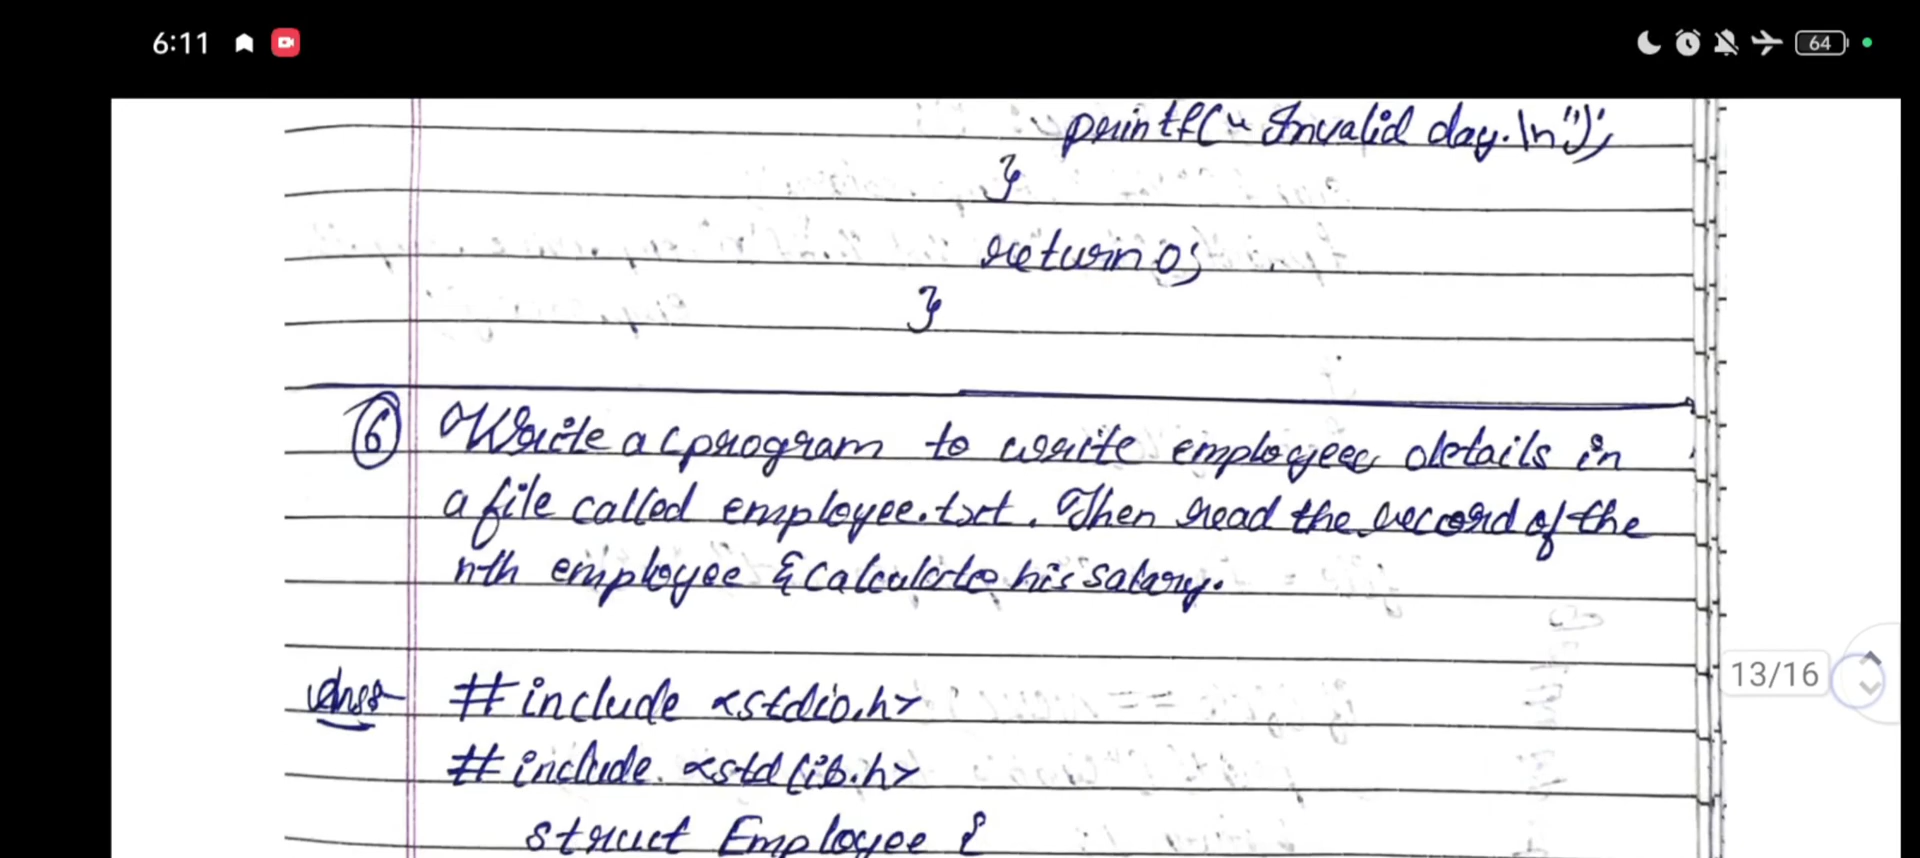 6:11
64
printf("Invalid day.\n");
}
return 0;
}
6 Write a C program to write employee details in
a file called employee.txt. Then read the record of the
nth employee & calculate his salary.
Ans:- #include <stdio.h>
13/16
#include <stdlib.h>
struct Employee {